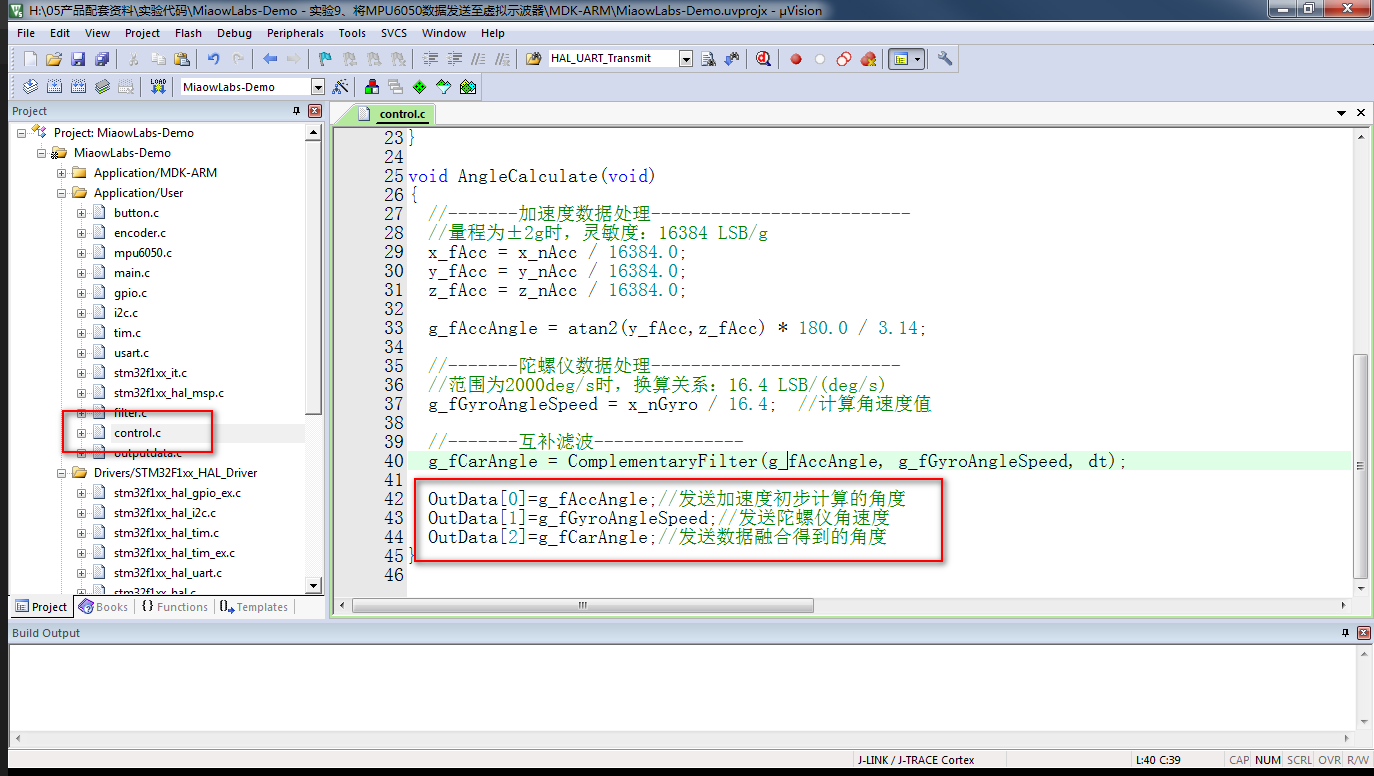 H:\05产品配套资料\实验代码\MiaowLabs-Demo - 实验9、将MPU6050数据发送至虚拟示波器\MDK-ARM\MiaowLabs-Demo.uvprojx - µVision
File Edit View Project Flash Debug Peripherals Tools SVCS Window Help
HAL_UART_Transmit
LOAD MiaowLabs-Demo
Project
control.c
Project: MiaowLabs-Demo
MiaowLabs-Demo
Application/MDK-ARM
Application/User
button.c
encoder.c
mpu6050.c
main.c
gpio.c
i2c.c
tim.c
usart.c
stm32f1xx_it.c
stm32f1xx_hal_msp.c
filter.c
control.c
outputdata.c
Drivers/STM32F1xx_HAL_Driver
stm32f1xx_hal_gpio_ex.c
stm32f1xx_hal_i2c.c
stm32f1xx_hal_tim.c
stm32f1xx_hal_tim_ex.c
stm32f1xx_hal_uart.c
stm32f1xx_hal.c
23 }
24
25 void AngleCalculate(void)
26 {
27 //-------加速度数据处理--------------------------
28 //量程为±2g时，灵敏度：16384 LSB/g
29 x_fAcc = x_nAcc / 16384.0;
30 y_fAcc = y_nAcc / 16384.0;
31 z_fAcc = z_nAcc / 16384.0;
32
33 g_fAccAngle = atan2(y_fAcc,z_fAcc) * 180.0 / 3.14;
34
35 //-------陀螺仪数据处理-------------------------
36 //范围为2000deg/s时，换算关系：16.4 LSB/(deg/s)
37 g_fGyroAngleSpeed = x_nGyro / 16.4; //计算角速度值
38
39 //-------互补滤波---------------
40 g_fCarAngle = ComplementaryFilter(g_fAccAngle, g_fGyroAngleSpeed, dt);
41
42 OutData[0]=g_fAccAngle;//发送加速度初步计算的角度
43 OutData[1]=g_fGyroAngleSpeed;//发送陀螺仪角速度
44 OutData[2]=g_fCarAngle;//发送数据融合得到的角度
45 }
46
Project Books {} Functions Templates
Build Output
J-LINK / J-TRACE Cortex L:40 C:39 CAP NUM SCRL OVR R/W